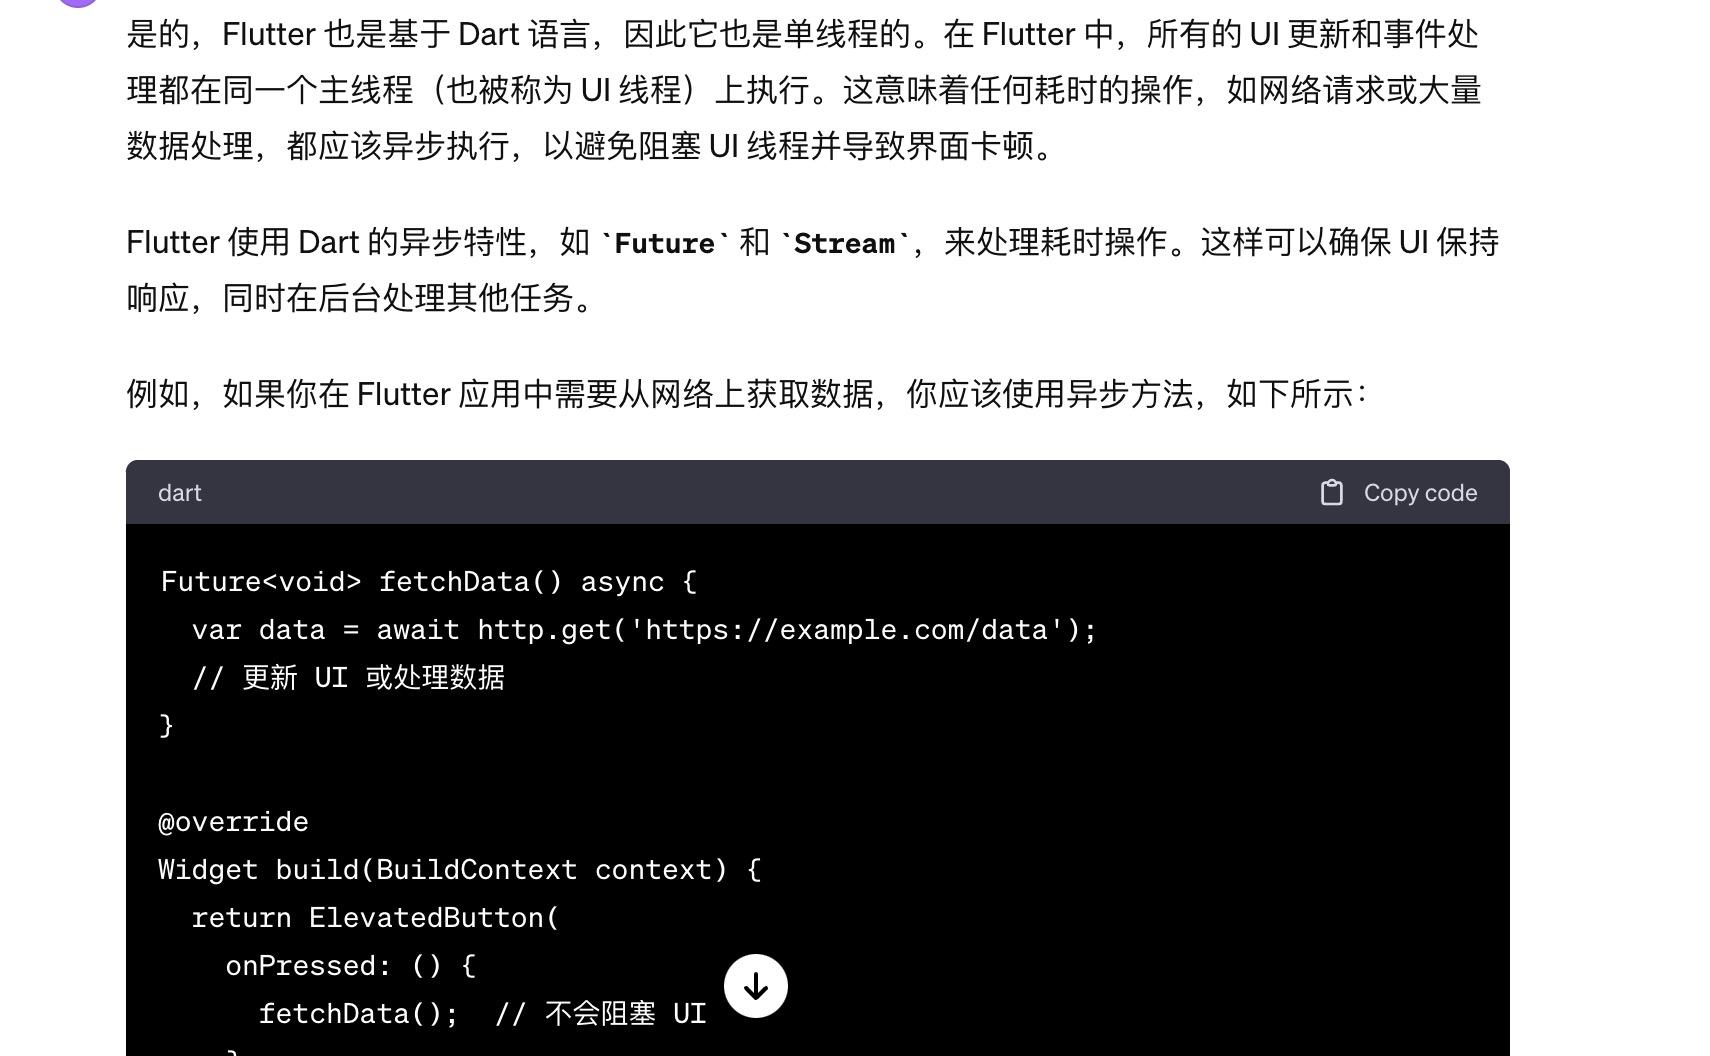 是的，Flutter 也是基于 Dart 语言，因此它也是单线程的。在 Flutter 中，所有的 UI 更新和事件处
理都在同一个主线程（也被称为 UI 线程）上执行。这意味着任何耗时的操作，如网络请求或大量
数据处理，都应该异步执行，以避免阻塞 UI 线程并导致界面卡顿。
Flutter 使用 Dart 的异步特性，如 `Future` 和 `Stream`，来处理耗时操作。这样可以确保 UI 保持
响应，同时在后台处理其他任务。
例如，如果你在 Flutter 应用中需要从网络上获取数据，你应该使用异步方法，如下所示：
dart Copy code
Future<void> fetchData() async {
  var data = await http.get('https://example.com/data');
  // 更新 UI 或处理数据
}
@override
Widget build(BuildContext context) {
  return ElevatedButton(
    onPressed: () {
      fetchData();  // 不会阻塞 UI
    }